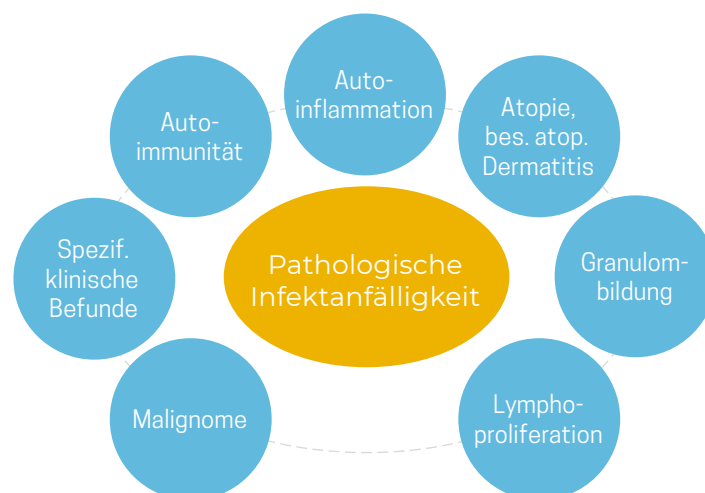 Auto-
inflammation
Auto-
immunität
Atopie,
bes. atop.
Dermatitis
Spezif.
klinische
Befunde
Pathologische
Infektanfälligkeit
Granulom-
bildung
Malignome
Lympho-
proliferation